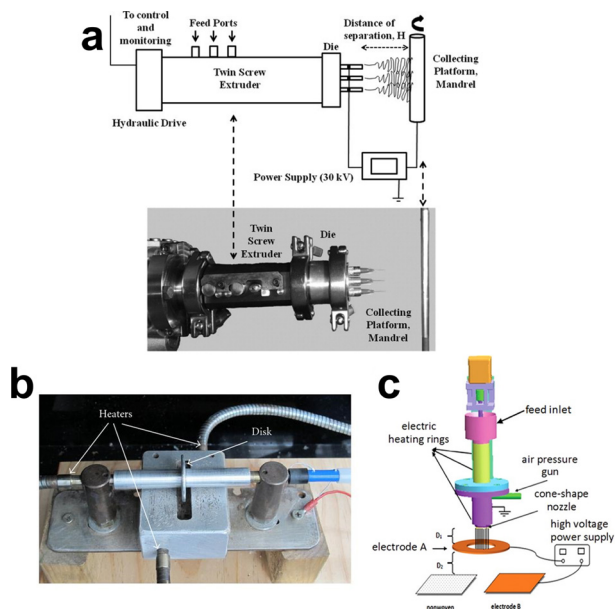 a
To control
and
monitoring
Feed Ports
Die
Distance of
separation, H
Twin Screw
Extruder
Collecting
Platform,
Mandrel
Hydraulic Drive
Power Supply (30 kV)
Twin
Screw
Extruder
Die
Collecting
Platform,
Mandrel
b
Heaters
Disk
c
feed inlet
electric
heating rings
air pressure
gun
cone-shape
nozzle
high voltage
power supply
D₁
electrode A
D₂
nonwoven
electrode B